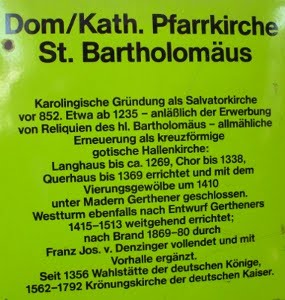 Dom/Kath. Pfarrkirche
St. Bartholomäus
Karolingische Gründung als Salvatorkirche
vor 852. Etwa ab 1235 – anläßlich der Erwerbung
von Reliquien des hl. Bartholomäus – allmähliche
Erneuerung als kreuzförmige
gotische Hallenkirche:
Langhaus bis ca. 1269, Chor bis 1338,
Querhaus bis 1369 errichtet und mit dem
Vierungsgewölbe um 1410
unter Madern Gerthener geschlossen.
Westturm ebenfalls nach Entwurf Gertheners
1415–1513 weitgehend errichtet;
nach Brand 1869–80 durch
Franz Jos. v. Denzinger vollendet und mit
Vorhalle ergänzt.
Seit 1356 Wahlstätte der deutschen Könige,
1562–1792 Krönungskirche der deutschen Kaiser.